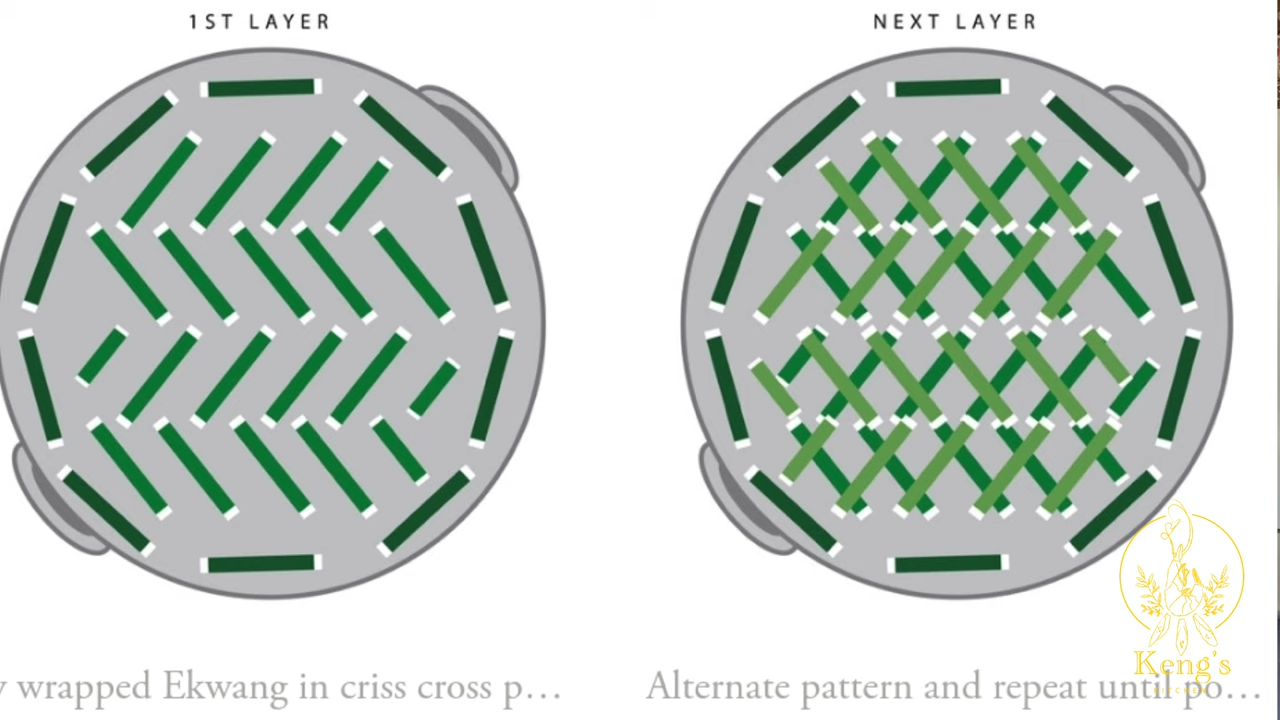 1ST LAYER
NEXT LAYER
wrapped Ekwang in criss cross p...
Alternate pattern and repeat until po...
Keng's